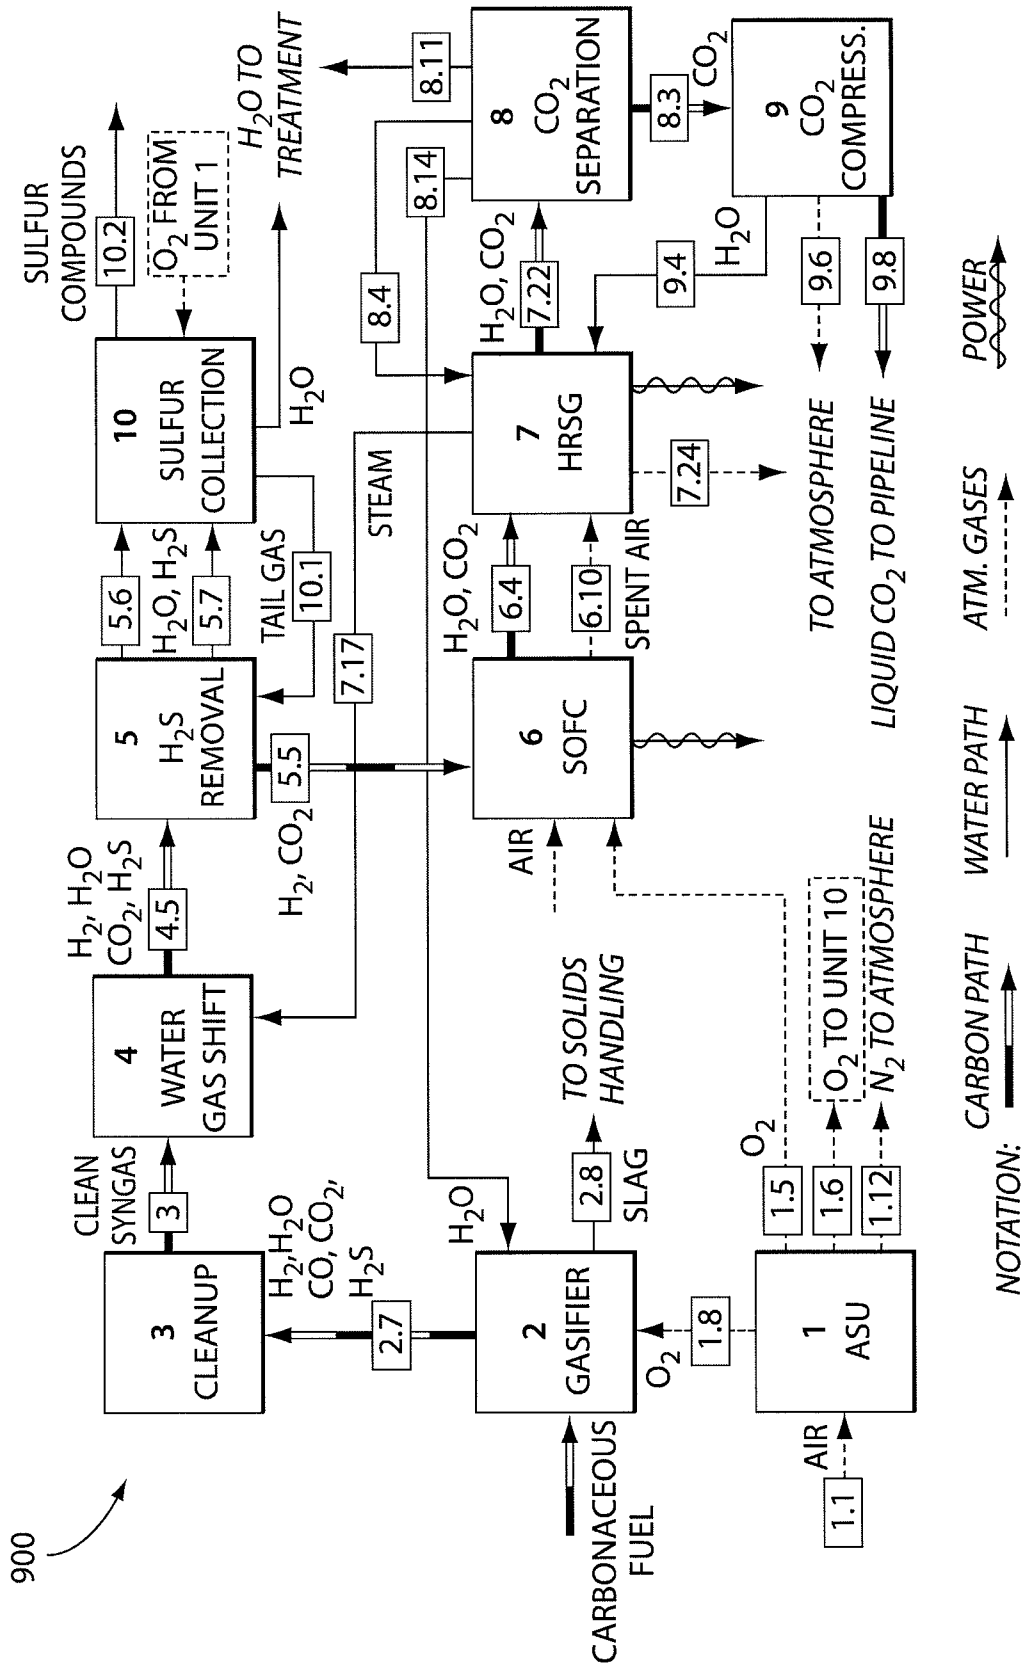 900
3
CLEANUP
CLEAN
SYNGAS
3
4
WATER
GAS SHIFT
H2, H2O
CO2, H2S
4.5
5
H2S
REMOVAL
5.6
H2O, H2S
5.7
10
SULFUR
COLLECTION
SULFUR
COMPOUNDS
10.2
O2 FROM
UNIT 1
TAIL GAS
10.1
H2O
H2O TO
TREATMENT
H2,H2O
CO, CO2,
H2S
2.7
H2, CO2
5.5
7.17
STEAM
8.4
8.14
8.11
CARBONACEOUS
FUEL
2
GASIFIER
H2O
2.8
SLAG
TO SOLIDS
HANDLING
AIR
6
SOFC
H2O, CO2
6.4
6.10
SPENT AIR
7
HRSG
H2O, CO2
7.22
8
CO2
SEPARATION
7.24
TO ATMOSPHERE
9.4
H2O
8.3
CO2
9
CO2
COMPRESS.
9.6
9.8
LIQUID CO2 TO PIPELINE
O2
1.8
1.1
AIR
1
ASU
O2
1.5
1.6
O2 TO UNIT 10
1.12
N2 TO ATMOSPHERE
NOTATION:
CARBON PATH
WATER PATH
ATM. GASES
POWER